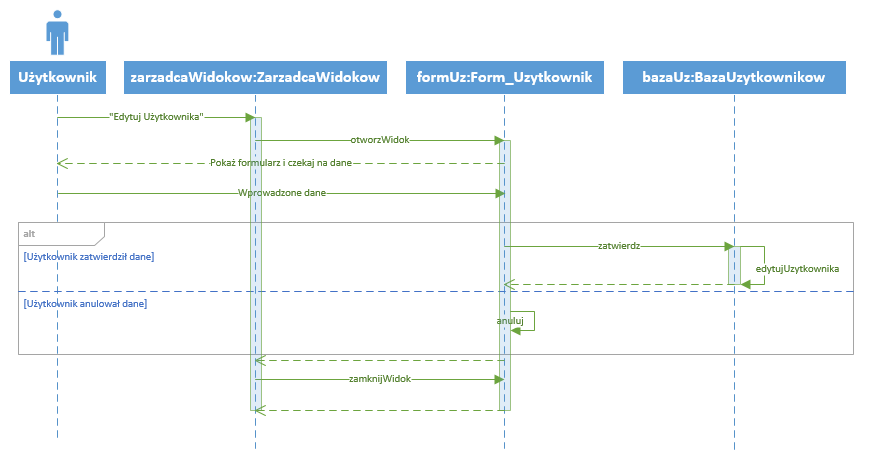 Użytkownik
zarzadcaWidokow:ZarzadcaWidokow
formUz:Form_Uzytkownik
bazaUz:BazaUzytkownikow
"Edytuj Użytkownika"
otworzWidok
Pokaż formularz i czekaj na dane
Wprowadzone dane
alt
zatwierdz
[Użytkownik zatwierdził dane]
edytujUzytkownika
[Użytkownik anulował dane]
anuluj
zamknijWidok